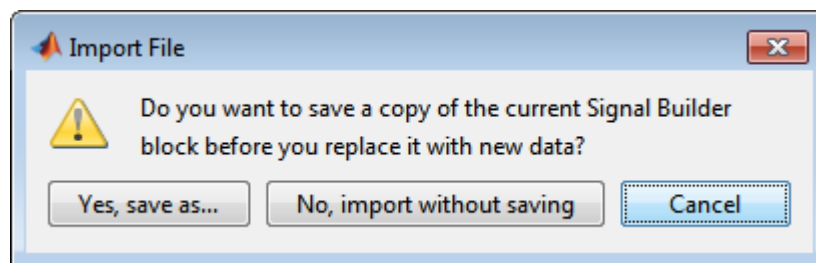 Import File
Do you want to save a copy of the current Signal Builder
block before you replace it with new data?
Yes, save as...
No, import without saving
Cancel